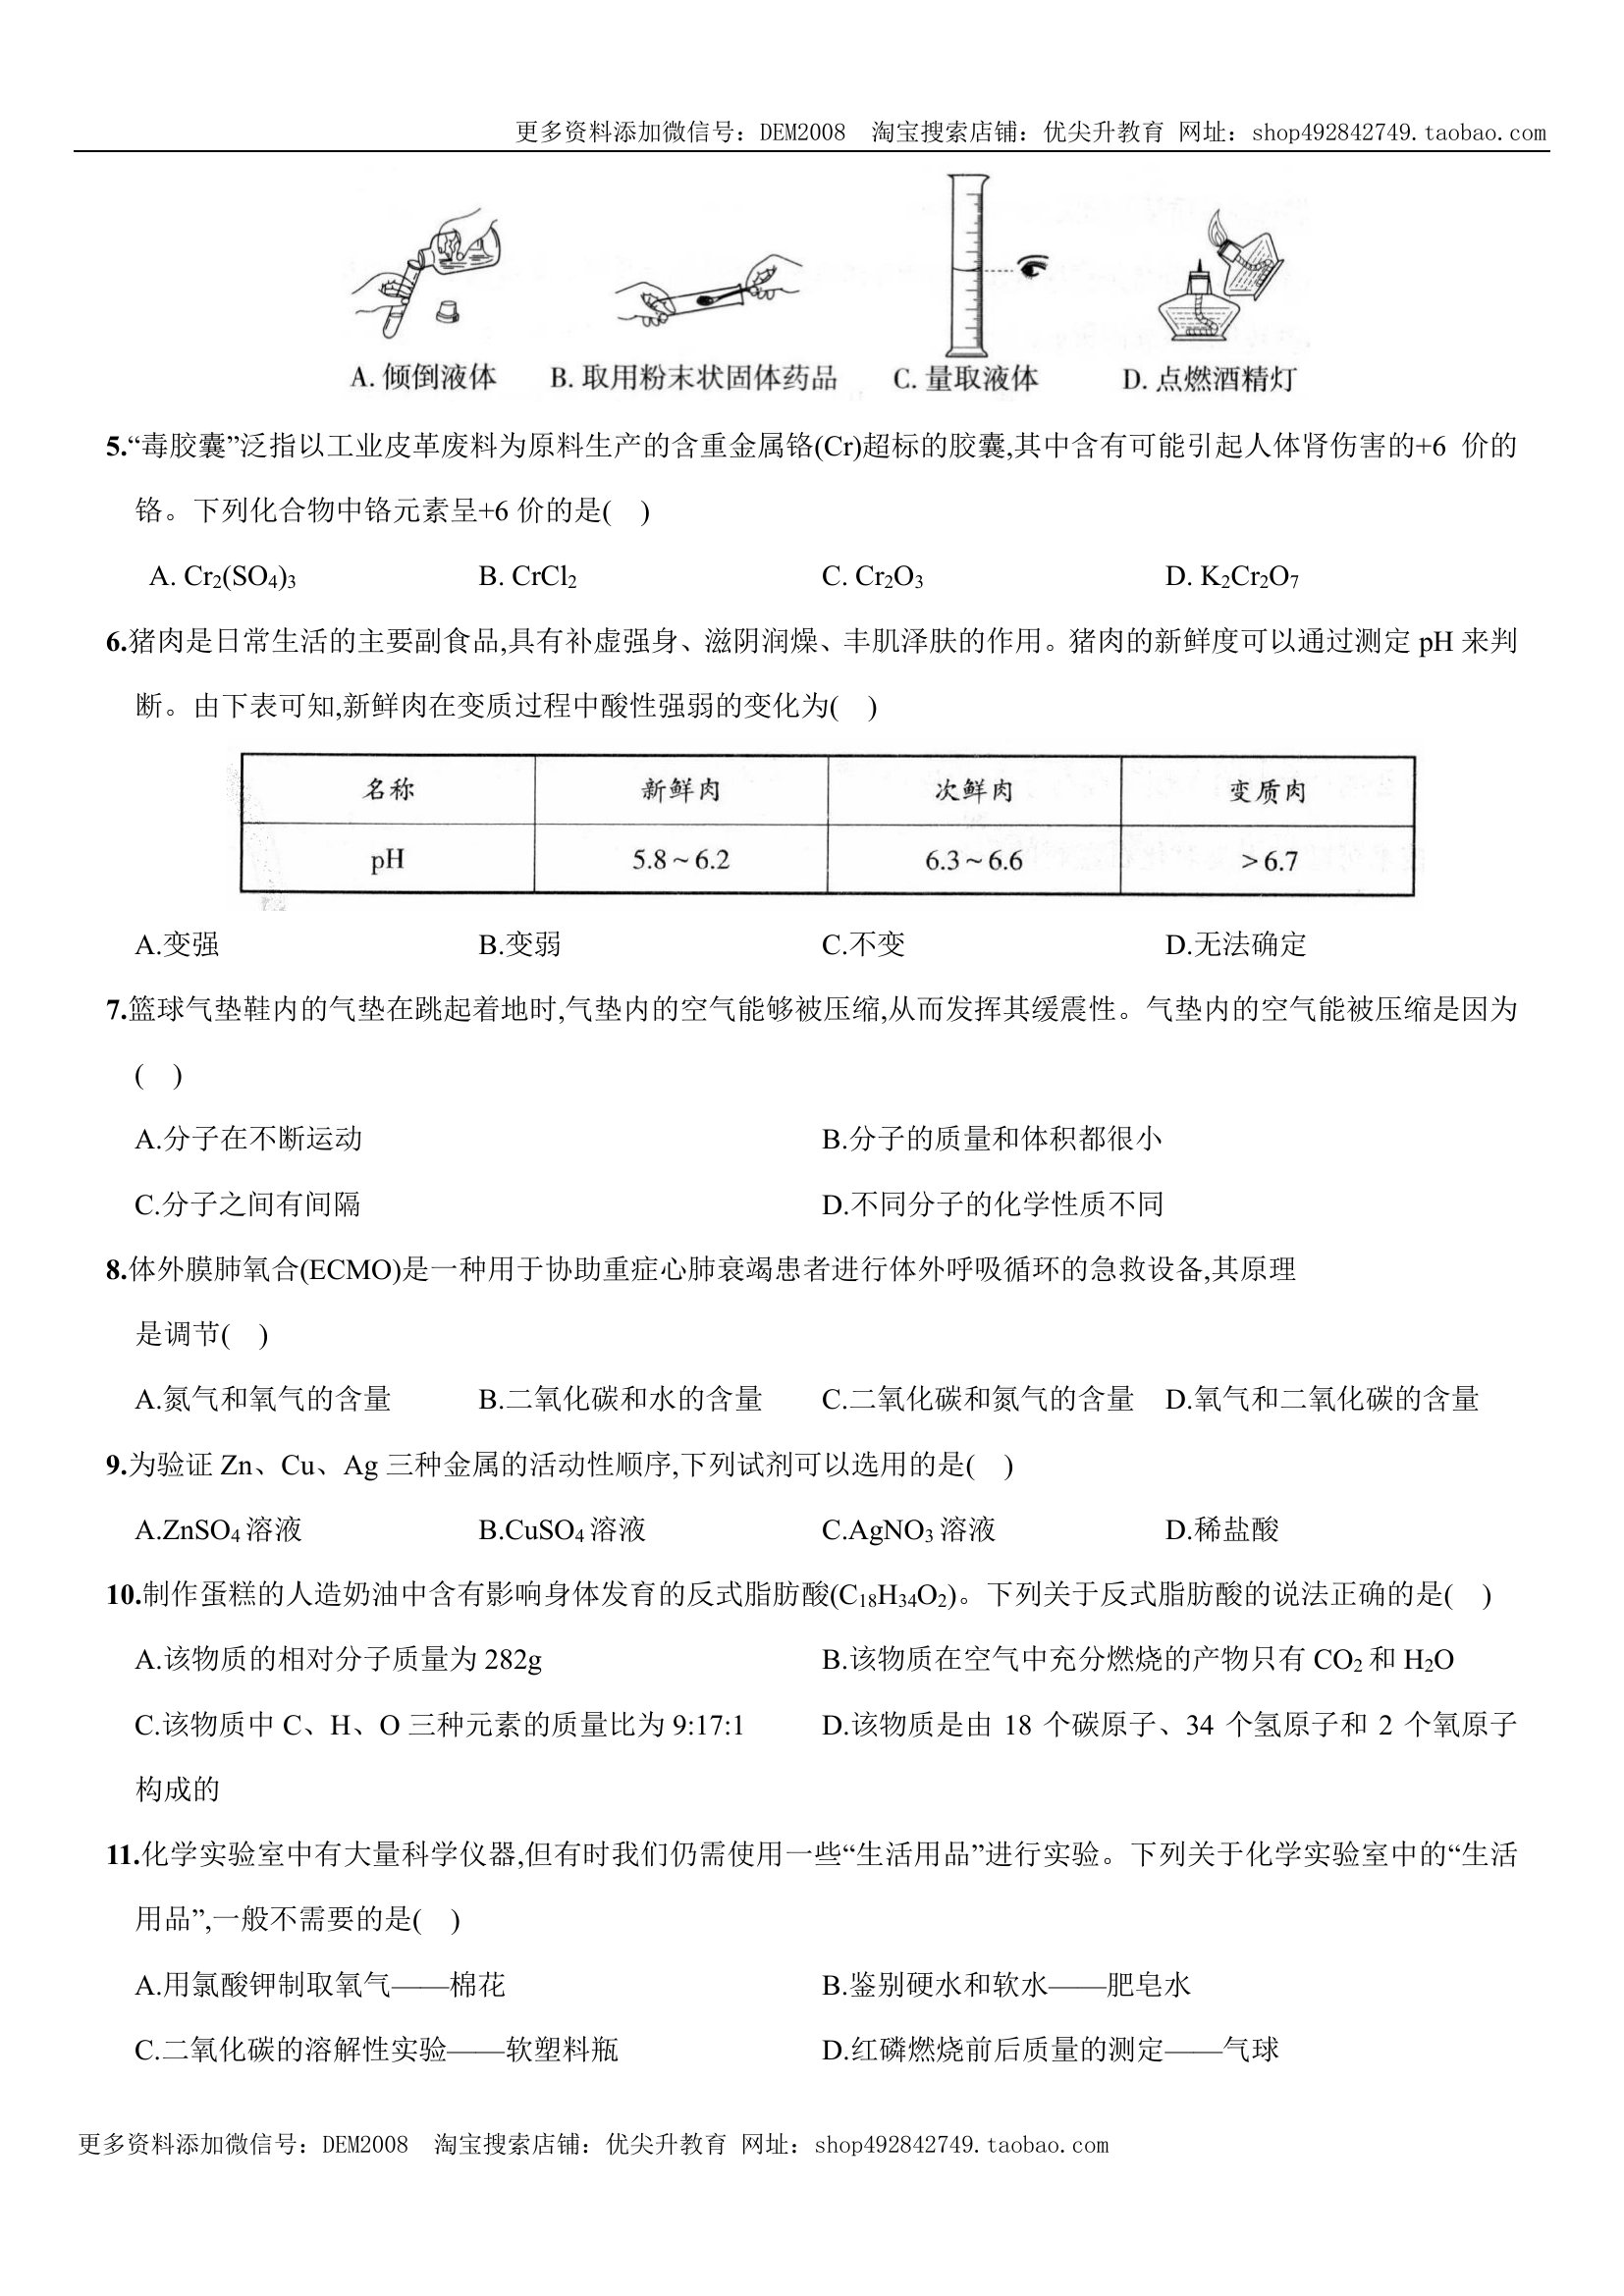 更多资料添加微信号：DEM2008 淘宝搜索店铺：优尖升教育 网址：shop492842749.taobao.com
A. 倾倒液体 B. 取用粉末状固体药品 C. 量取液体 D. 点燃酒精灯
5.“毒胶囊”泛指以工业皮革废料为原料生产的含重金属铬(Cr)超标的胶囊,其中含有可能引起人体肾伤害的+6 价的
铬。下列化合物中铬元素呈+6 价的是( )
A. Cr₂(SO₄)₃ B. CrCl₂ C. Cr₂O₃ D. K₂Cr₂O₇
6.猪肉是日常生活的主要副食品,具有补虚强身、滋阴润燥、丰肌泽肤的作用。猪肉的新鲜度可以通过测定 pH 来判
断。由下表可知,新鲜肉在变质过程中酸性强弱的变化为( )
名称 新鲜肉 次鲜肉 变质肉
pH 5.8～6.2 6.3～6.6 >6.7
A.变强 B.变弱 C.不变 D.无法确定
7.篮球气垫鞋内的气垫在跳起着地时,气垫内的空气能够被压缩,从而发挥其缓震性。气垫内的空气能被压缩是因为
( )
A.分子在不断运动 B.分子的质量和体积都很小
C.分子之间有间隔 D.不同分子的化学性质不同
8.体外膜肺氧合(ECMO)是一种用于协助重症心肺衰竭患者进行体外呼吸循环的急救设备,其原理
是调节( )
A.氮气和氧气的含量 B.二氧化碳和水的含量 C.二氧化碳和氮气的含量 D.氧气和二氧化碳的含量
9.为验证 Zn、Cu、Ag 三种金属的活动性顺序,下列试剂可以选用的是( )
A.ZnSO₄溶液 B.CuSO₄溶液 C.AgNO₃溶液 D.稀盐酸
10.制作蛋糕的人造奶油中含有影响身体发育的反式脂肪酸(C₁₈H₃₄O₂)。下列关于反式脂肪酸的说法正确的是( )
A.该物质的相对分子质量为 282g B.该物质在空气中充分燃烧的产物只有 CO₂和 H₂O
C.该物质中 C、H、O 三种元素的质量比为 9:17:1 D.该物质是由 18 个碳原子、34 个氢原子和 2 个氧原子
构成的
11.化学实验室中有大量科学仪器,但有时我们仍需使用一些“生活用品”进行实验。下列关于化学实验室中的“生活
用品”,一般不需要的是( )
A.用氯酸钾制取氧气——棉花 B.鉴别硬水和软水——肥皂水
C.二氧化碳的溶解性实验——软塑料瓶 D.红磷燃烧前后质量的测定——气球
更多资料添加微信号：DEM2008 淘宝搜索店铺：优尖升教育 网址：shop492842749.taobao.com